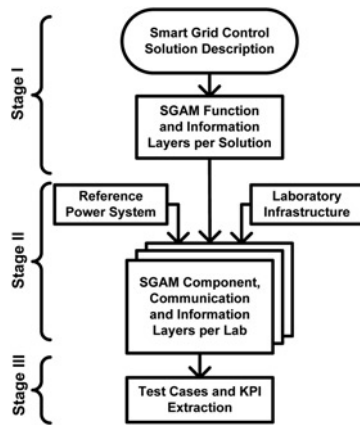 Stage I
Smart Grid Control
Solution Description
SGAM Function
and Information
Layers per Solution
Stage II
Reference
Power System
Laboratory
Infrastructure
SGAM Component,
Communication
and Information
Layers per Lab
Stage III
Test Cases and KPI
Extraction